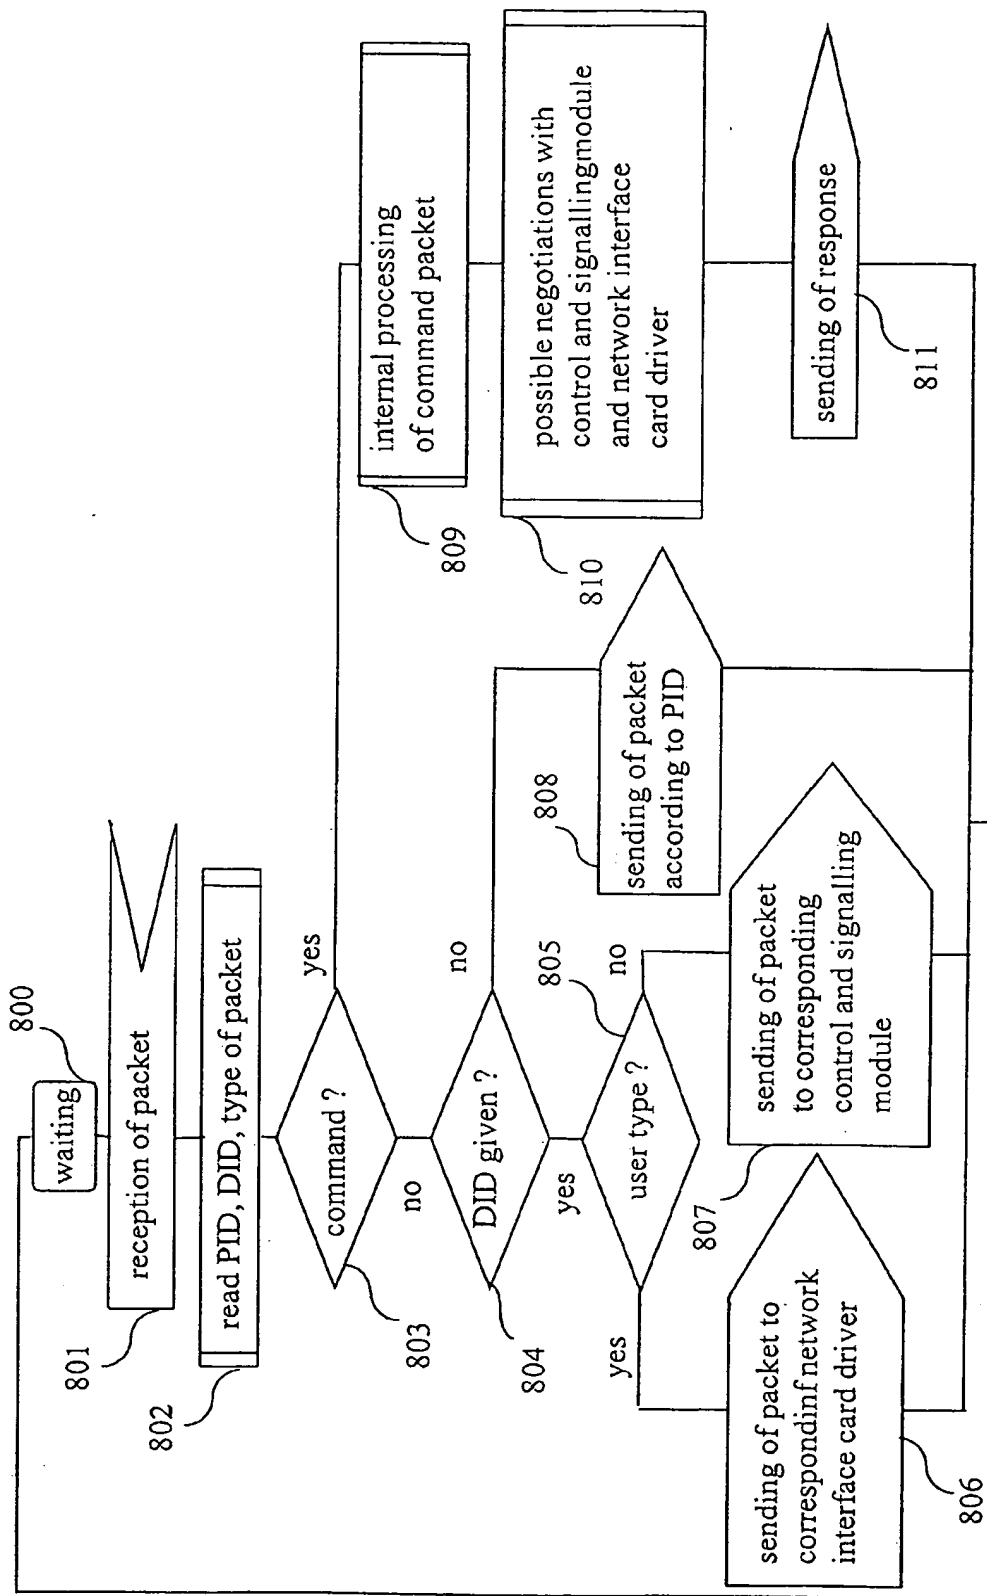 800
waiting
801
reception of packet
802
read PID, DID, type of packet
803
command ?
yes
no
809
internal processing
of command packet
804
DID given ?
no
yes
810
possible negotiations with
control and signallingmodule
and network interface
card driver
805
user type ?
no
yes
808
sending of packet
according to PID
806
sending of packet to
correspondinf network
interface card driver
807
sending of packet
to corresponding
control and signalling
module
sending of response
811